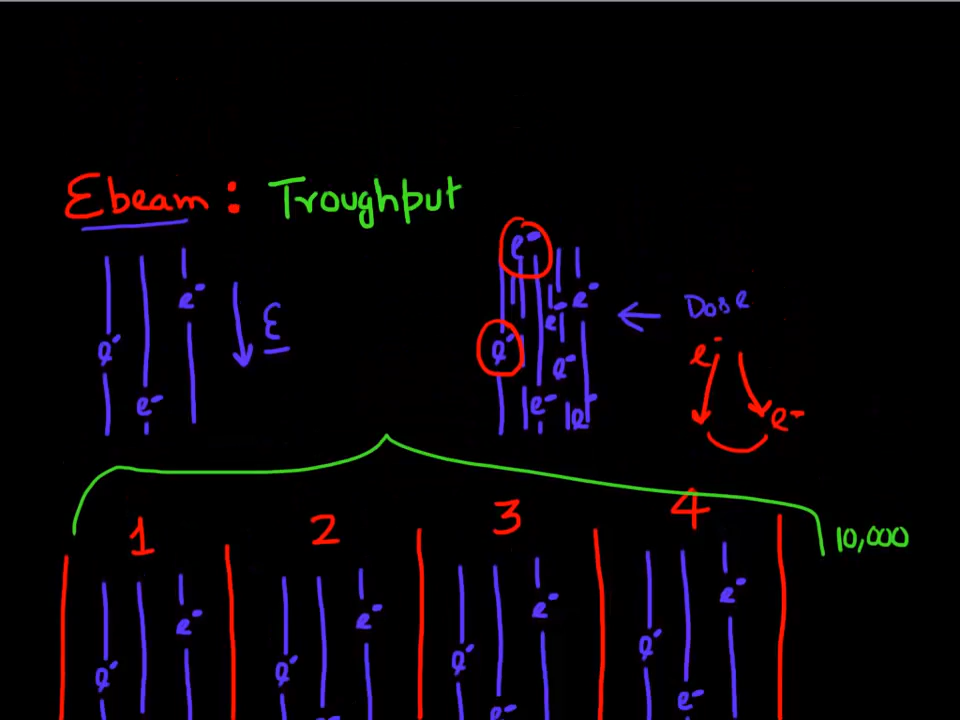 Ebeam: Troughput
e-
e-
e-
e-
e-
e-
e-
e-
e-
e-
E
Dose
e-
e-
1 2 3 4
10,000
e- e- e- e-
e- e- e- e-
e- e- e-